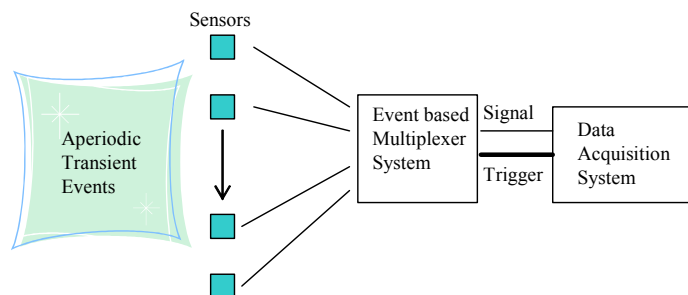 Sensors
Aperiodic
Transient
Events
Event based
Multiplexer
System
Signal
Trigger
Data
Acquisition
System